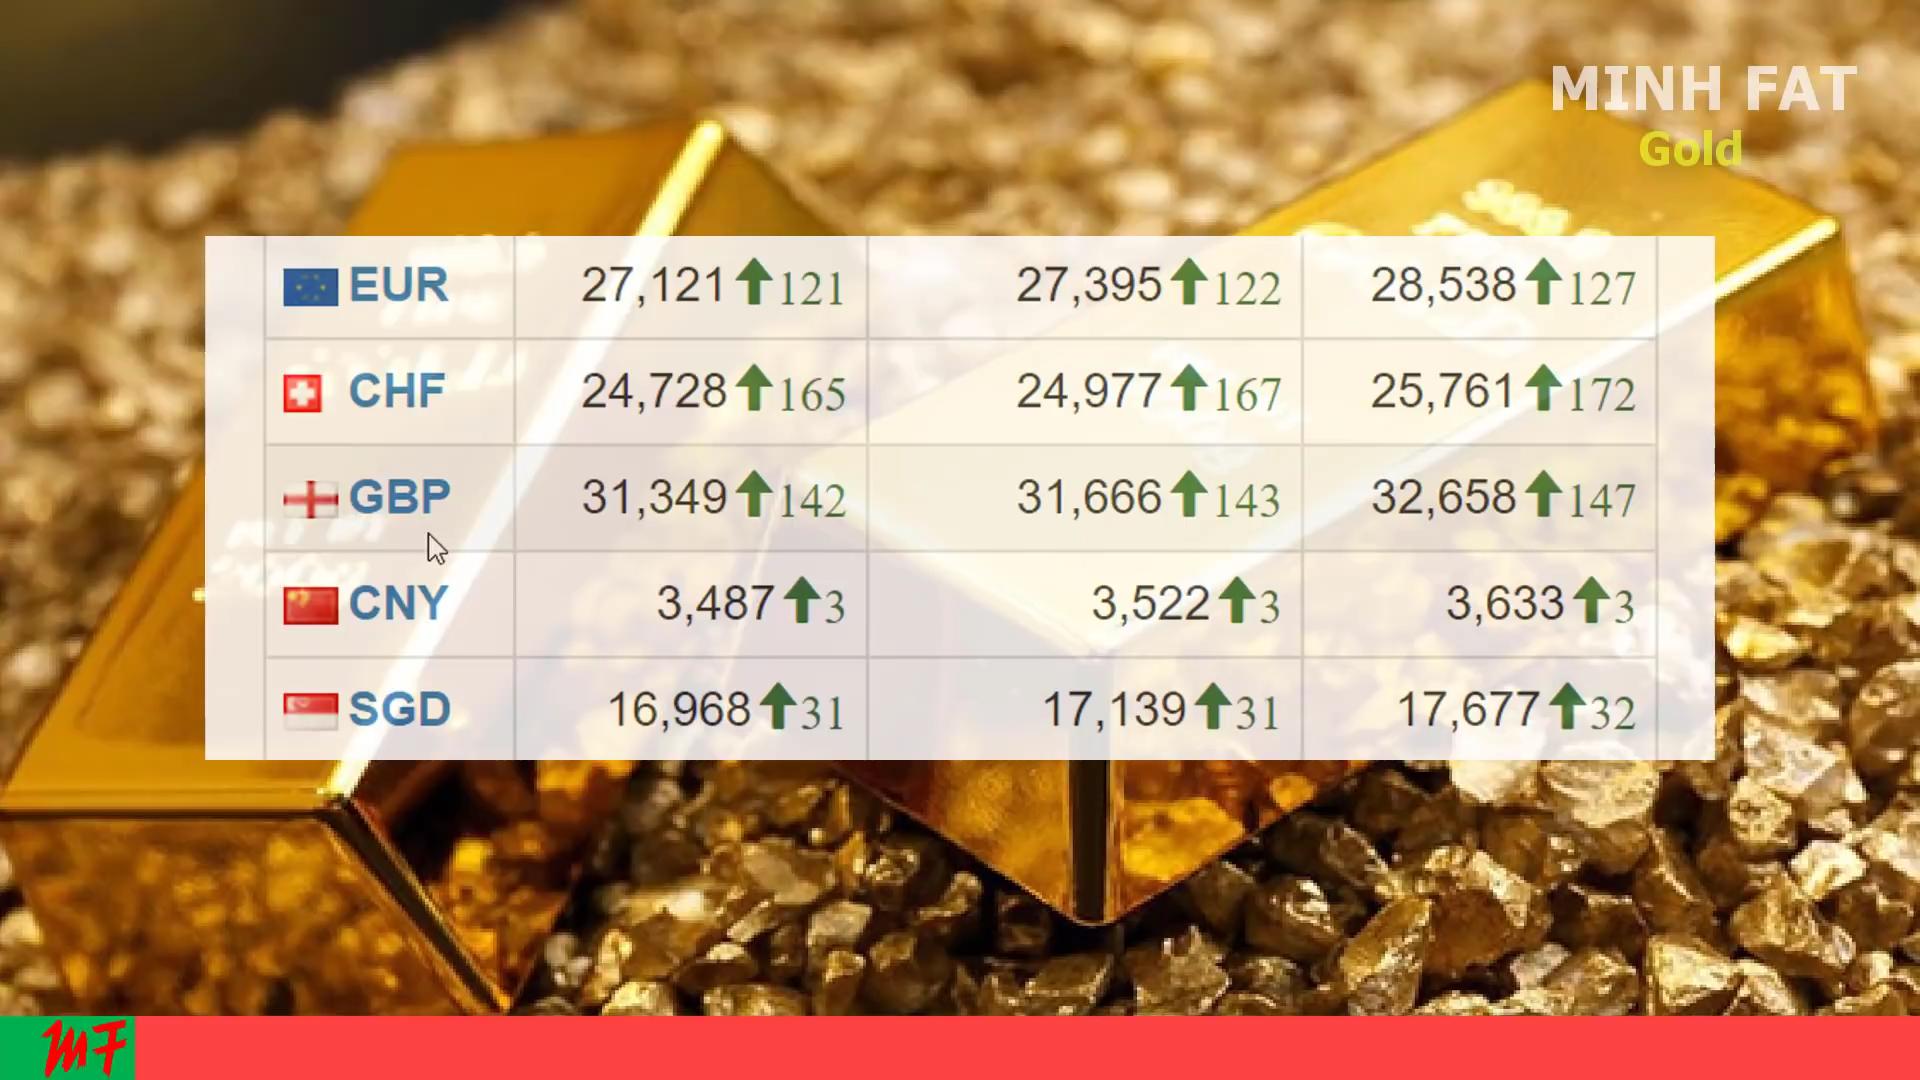 MINH FAT
Gold
EUR 27,121 121 27,395 122 28,538 127
CHF 24,728 165 24,977 167 25,761 172
GBP 31,349 142 31,666 143 32,658 147
CNY 3,487 3 3,522 3 3,633 3
SGD 16,968 31 17,139 31 17,677 32
MF